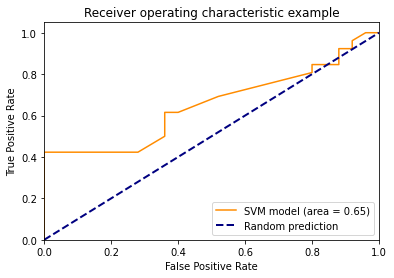 Receiver operating characteristic example
True Positive Rate
1.0
0.8
0.6
0.4
0.2
0.0
SVM model (area = 0.65)
Random prediction
0.0 0.2 0.4 0.6 0.8 1.0
False Positive Rate